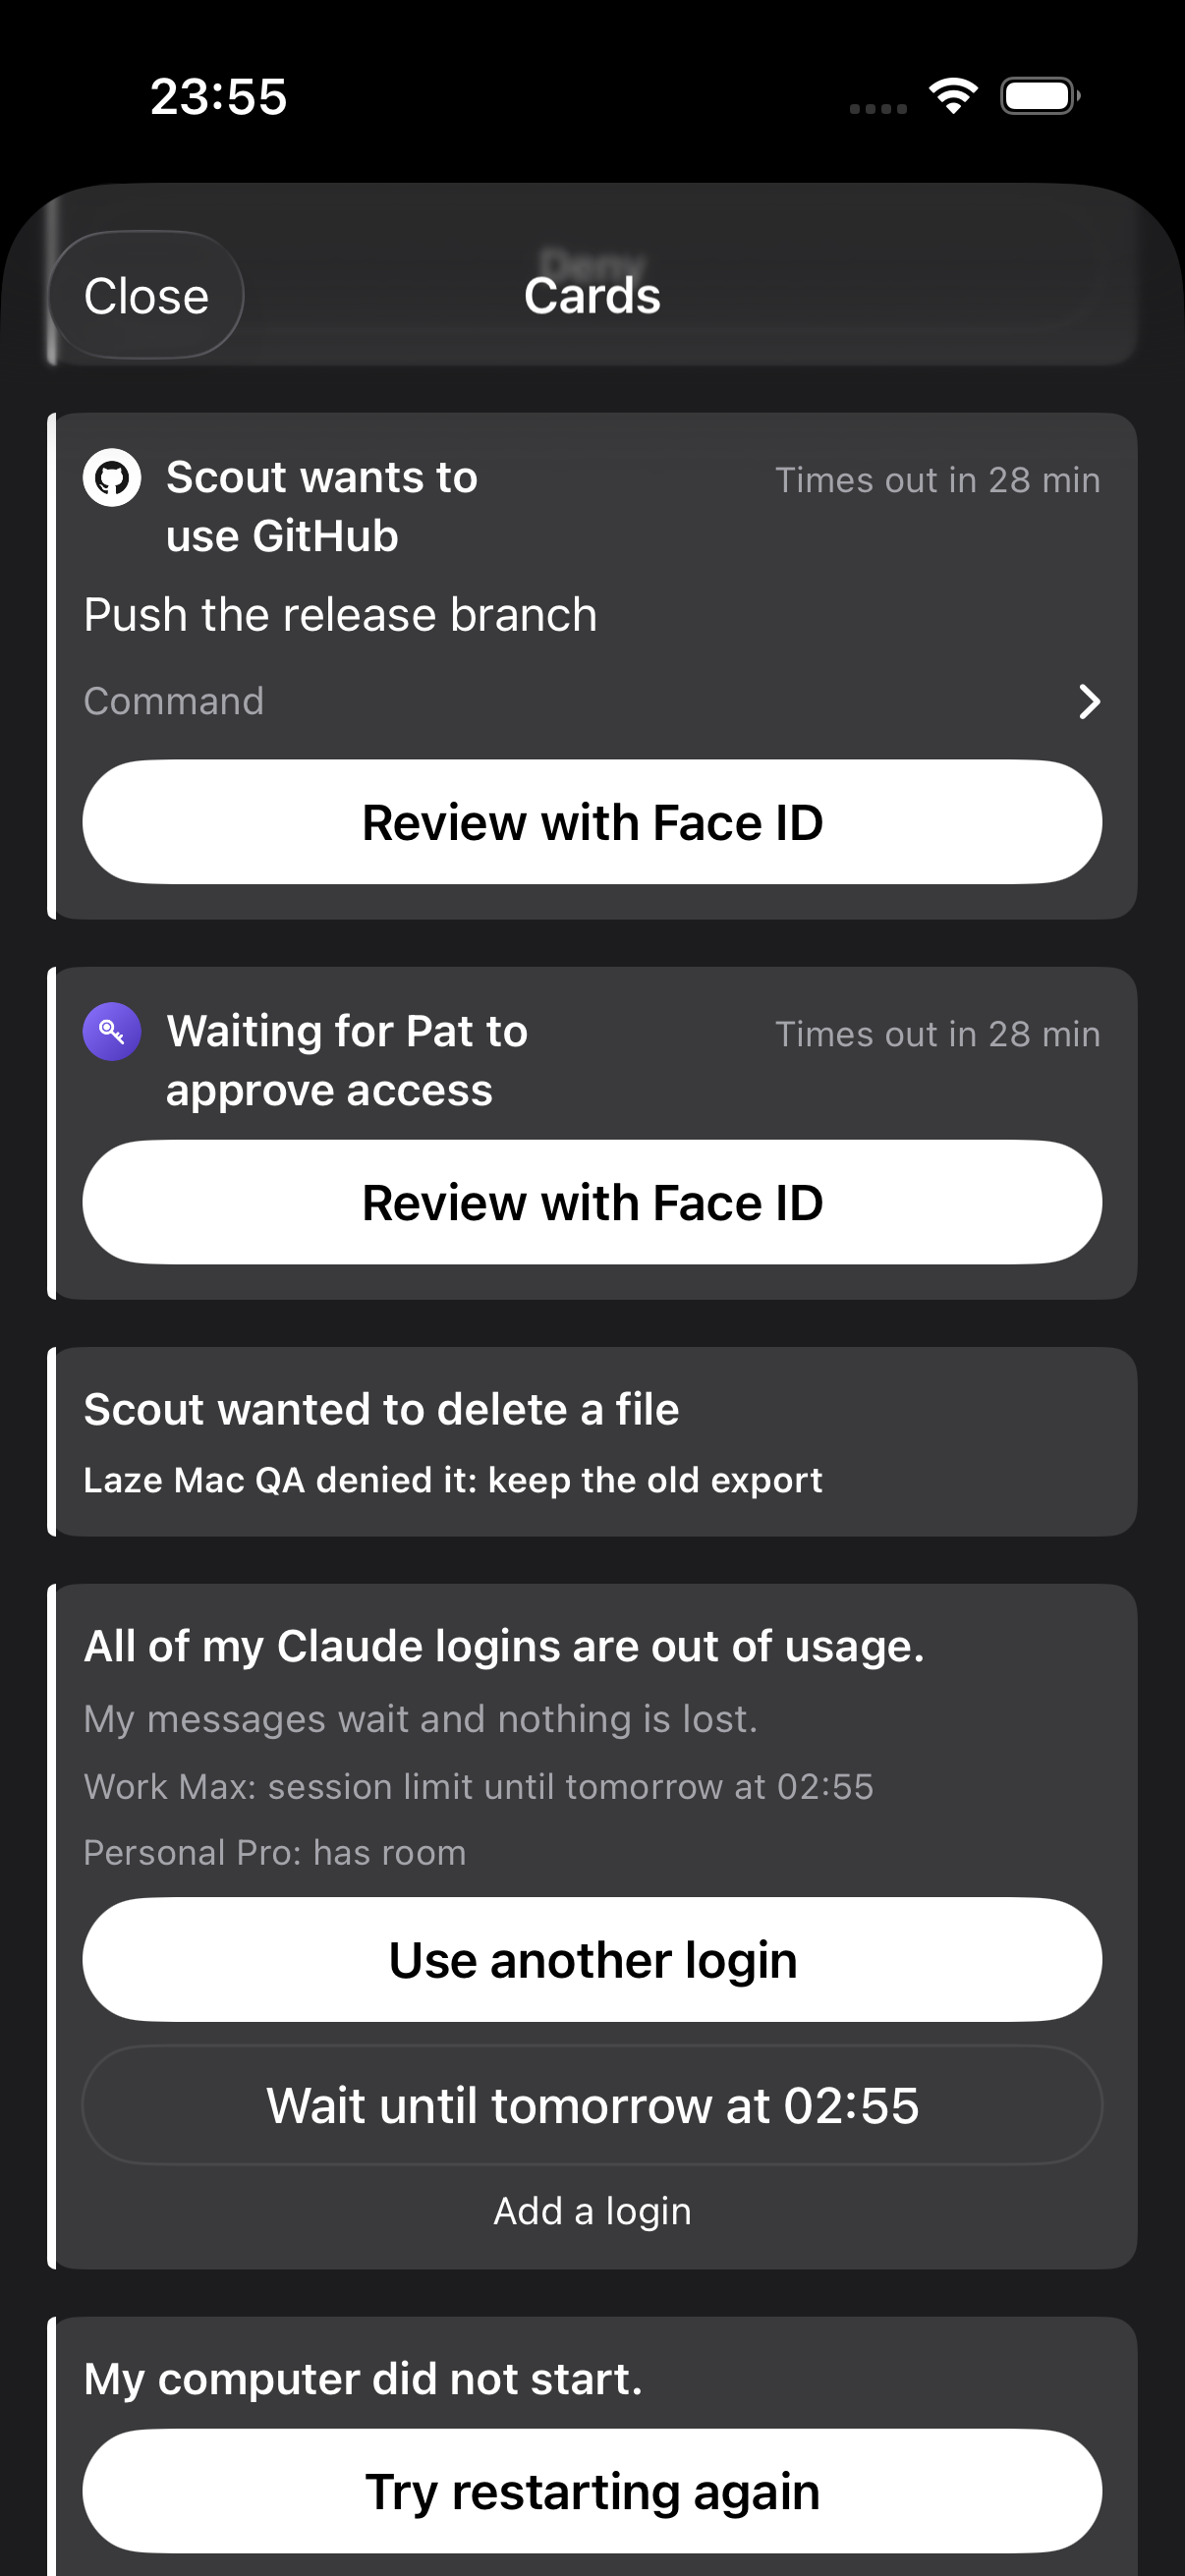 23:55
Deny
Close
Cards
Scout wants to
use GitHub
Times out in 28 min
Push the release branch
Command
Review with Face ID
Waiting for Pat to
approve access
Times out in 28 min
Review with Face ID
Scout wanted to delete a file
Laze Mac QA denied it: keep the old export
All of my Claude logins are out of usage.
My messages wait and nothing is lost.
Work Max: session limit until tomorrow at 02:55
Personal Pro: has room
Use another login
Wait until tomorrow at 02:55
Add a login
My computer did not start.
Try restarting again